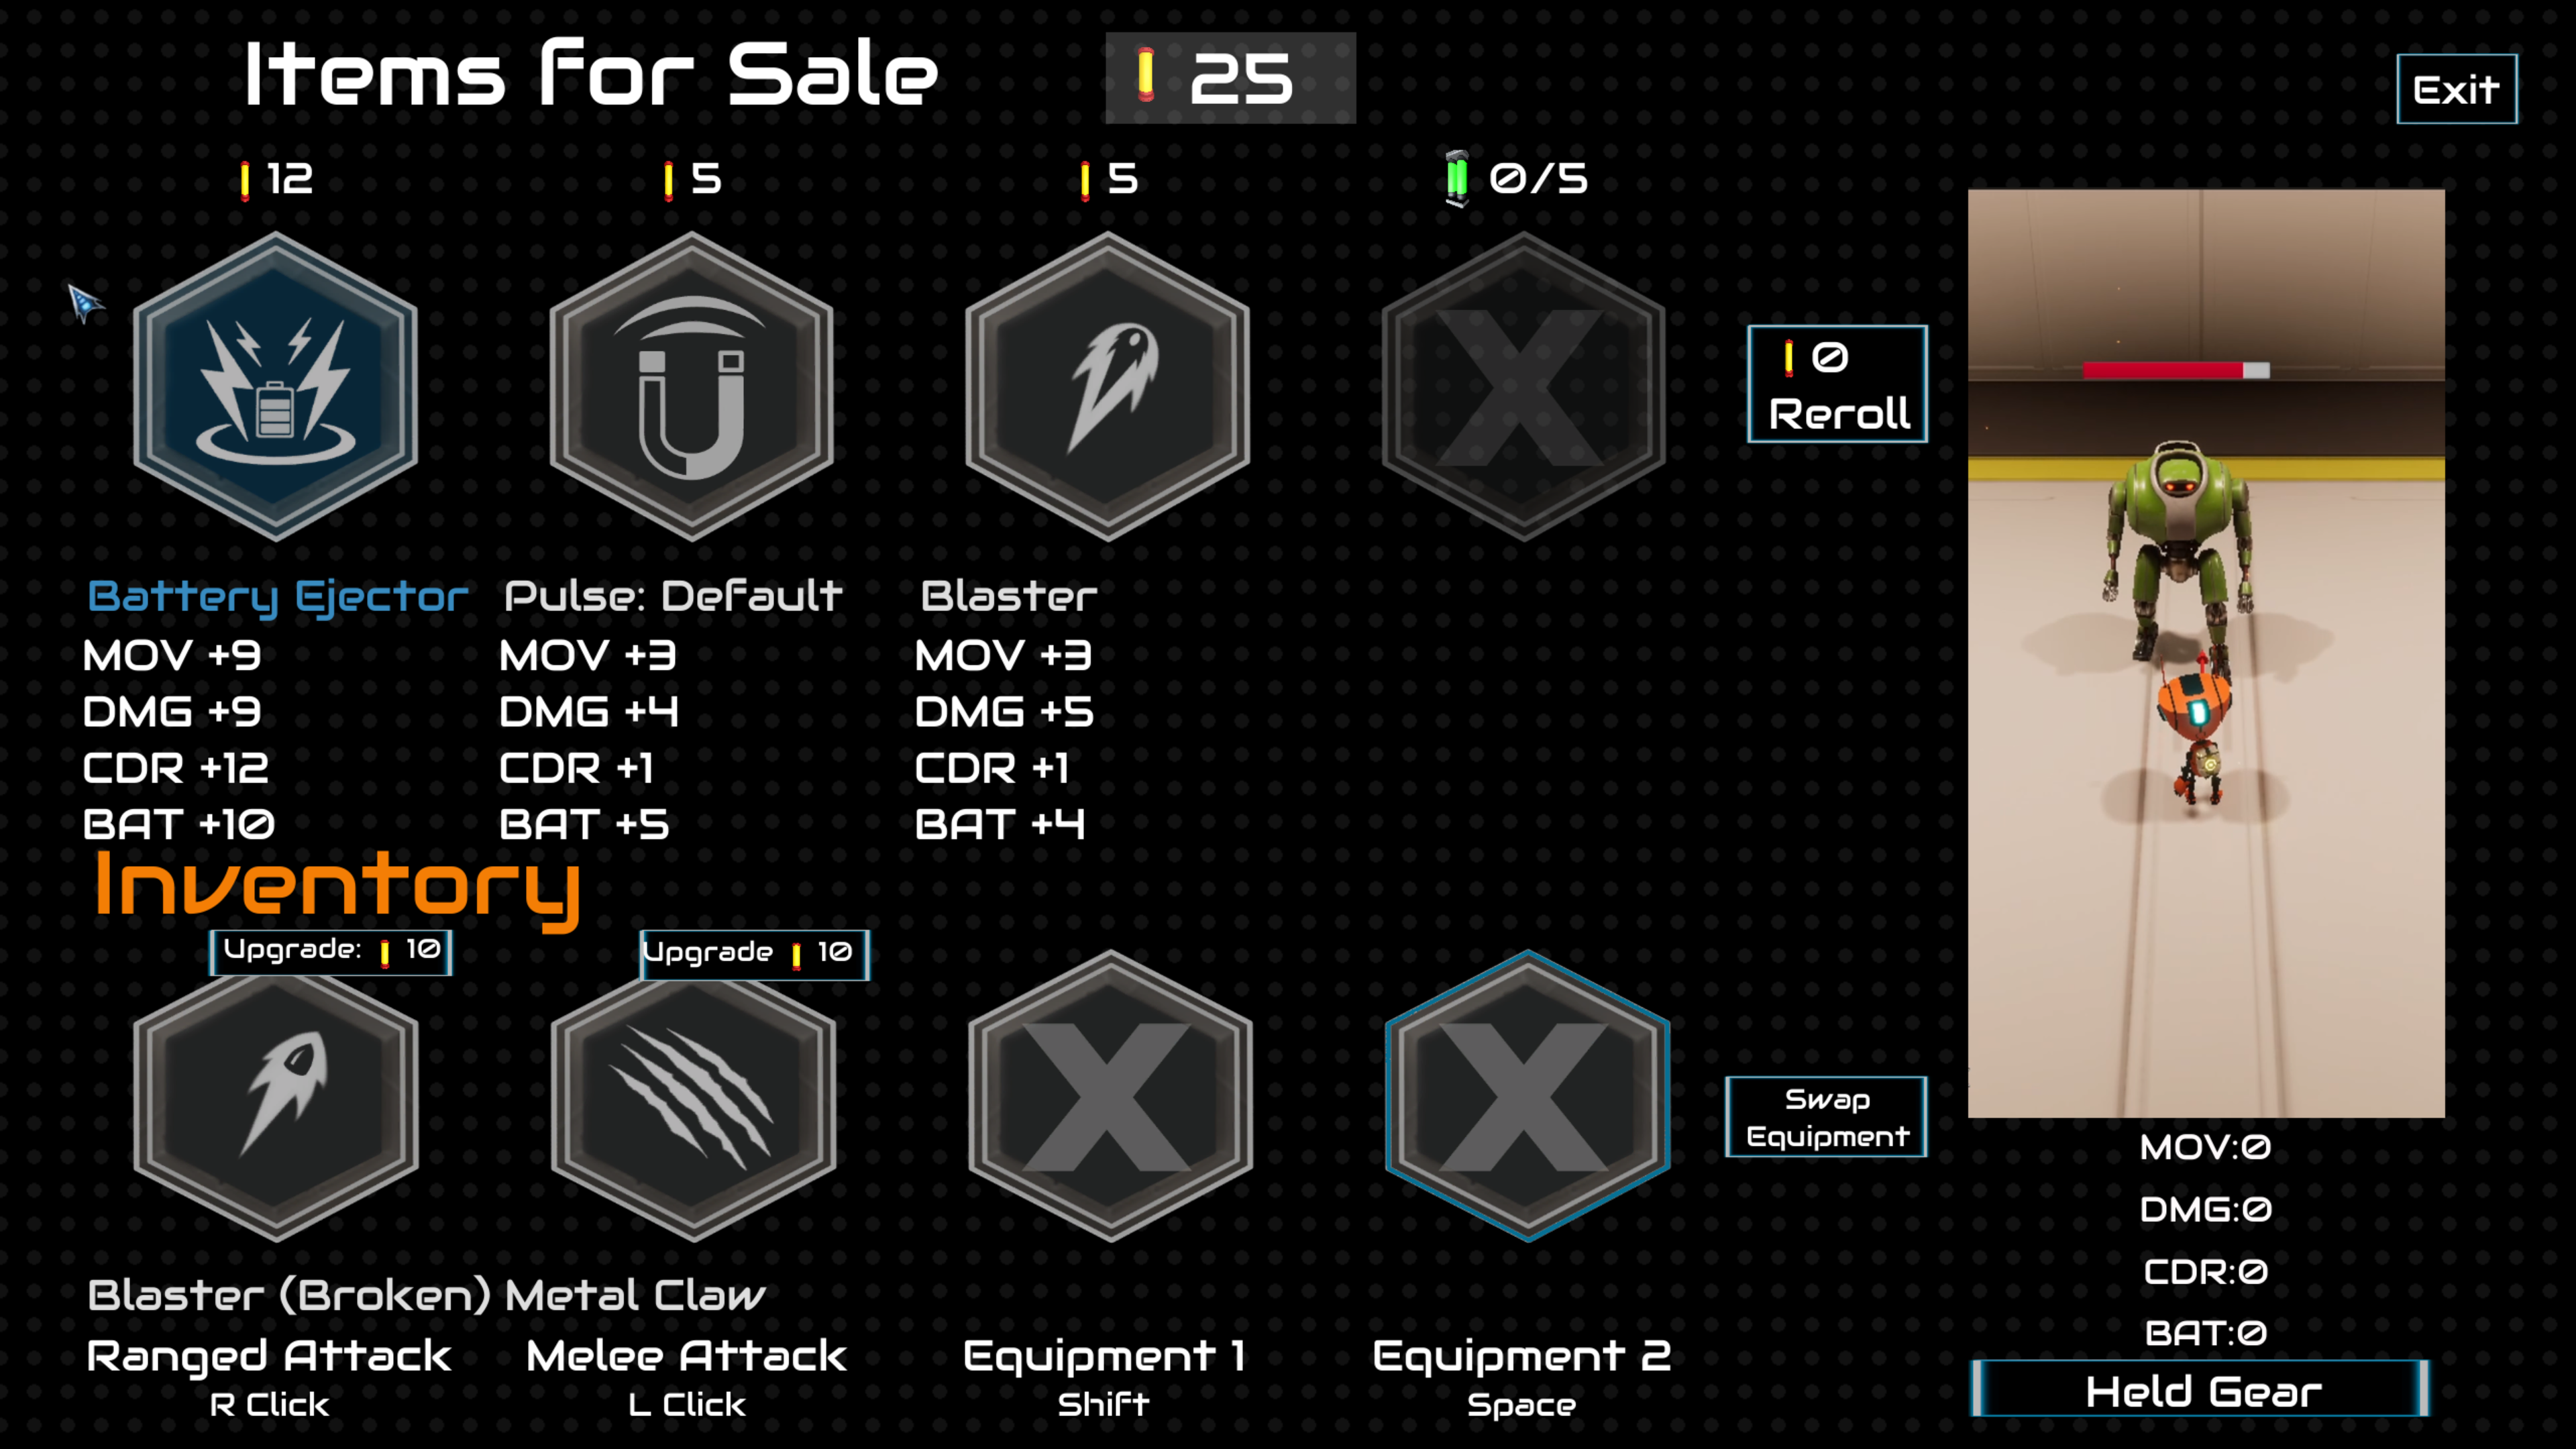 Items for Sale
25
Exit
12
5
5
0/5
0
Reroll
Battery Ejector
MOV +9
DMG +9
CDR +12
BAT +10
Pulse: Default
MOV +3
DMG +4
CDR +1
BAT +5
Blaster
MOV +3
DMG +5
CDR +1
BAT +4
Inventory
Upgrade: 10
Upgrade 10
Swap
Equipment
Blaster (Broken)
Ranged Attack
R Click
Metal Claw
Melee Attack
L Click
Equipment 1
Shift
Equipment 2
Space
MOV:0
DMG:0
CDR:0
BAT:0
Held Gear